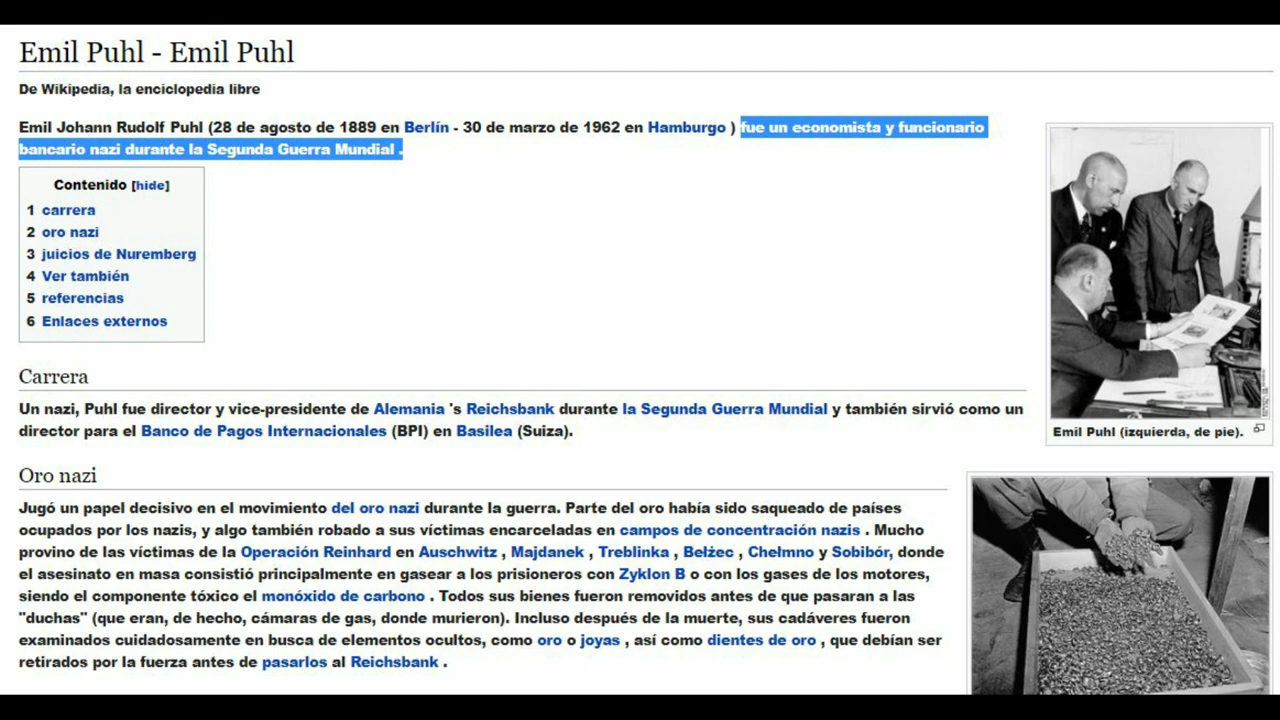 Emil Puhl - Emil Puhl
De Wikipedia, la enciclopedia libre
Emil Johann Rudolf Puhl (28 de agosto de 1889 en Berlín - 30 de marzo de 1962 en Hamburgo ) fue un economista y funcionario
bancario nazi durante la Segunda Guerra Mundial .
Contenido [hide]
1 carrera
2 oro nazi
3 juicios de Nuremberg
4 Ver también
5 referencias
6 Enlaces externos
Emil Puhl (izquierda, de pie).
Carrera
Un nazi, Puhl fue director y vice-presidente de Alemania 's Reichsbank durante la Segunda Guerra Mundial y también sirvió como un
director para el Banco de Pagos Internacionales (BPI) en Basilea (Suiza).
Oro nazi
Jugó un papel decisivo en el movimiento del oro nazi durante la guerra. Parte del oro había sido saqueado de países
ocupados por los nazis, y algo también robado a sus víctimas encarceladas en campos de concentración nazis . Mucho
provino de las víctimas de la Operación Reinhard en Auschwitz , Majdanek , Treblinka , Bełżec , Chełmno y Sobibór, donde
el asesinato en masa consistió principalmente en gasear a los prisioneros con Zyklon B o con los gases de los motores,
siendo el componente tóxico el monóxido de carbono . Todos sus bienes fueron removidos antes de que pasaran a las
"duchas" (que eran, de hecho, cámaras de gas, donde murieron). Incluso después de la muerte, sus cadáveres fueron
examinados cuidadosamente en busca de elementos ocultos, como oro o joyas , así como dientes de oro , que debían ser
retirados por la fuerza antes de pasarlos al Reichsbank .